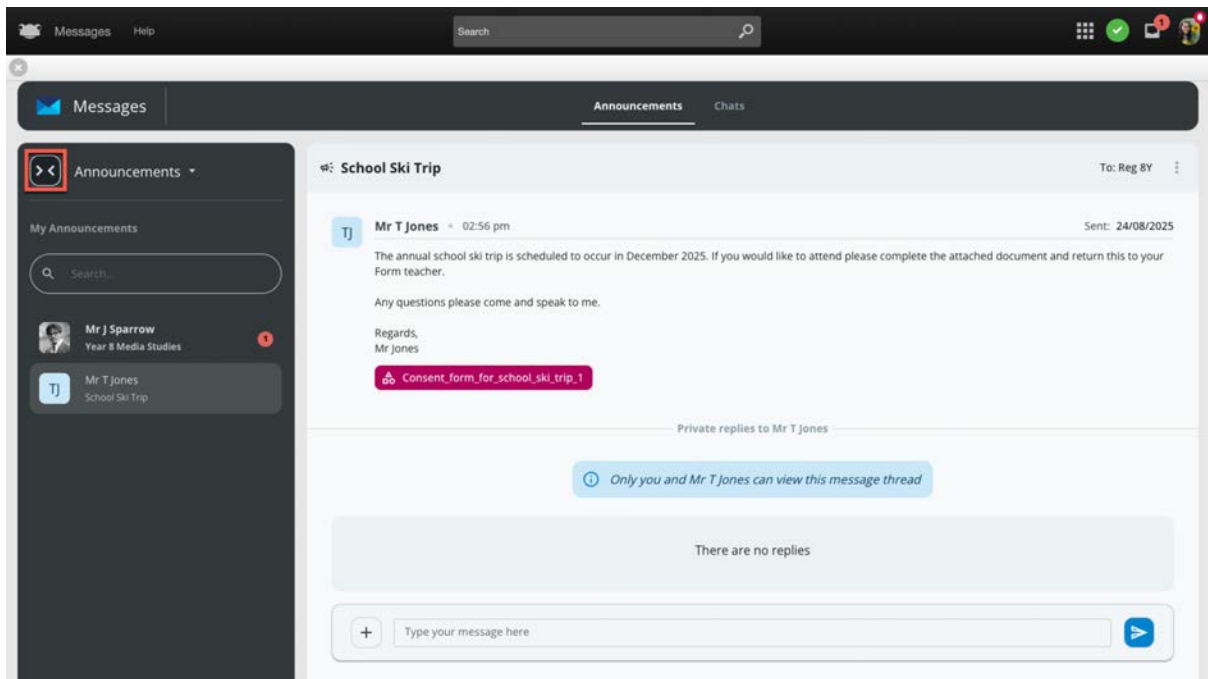 Messages Help Search 1
Messages Announcements Chats
Announcements
My Announcements
Search...
Mr J Sparrow
Year 8 Media Studies
1
TJ Mr T Jones
School Ski Trip
School Ski Trip To: Reg 8Y
TJ Mr T Jones 02:56 pm Sent: 24/08/2025
The annual school ski trip is scheduled to occur in December 2025. If you would like to attend please complete the attached document and return this to your
Form teacher.
Any questions please come and speak to me.
Regards,
Mr Jones
Consent_form_for_school_ski_trip_1
Private replies to Mr T Jones
Only you and Mr T Jones can view this message thread
There are no replies
+ Type your message here